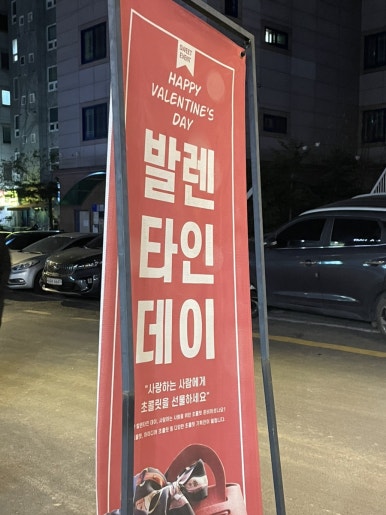 SWEET
EVENT
HAPPY
VALENTINE'S
DAY
발렌
타인
데이
"사랑하는 사람에게
초콜릿을 선물하세요"